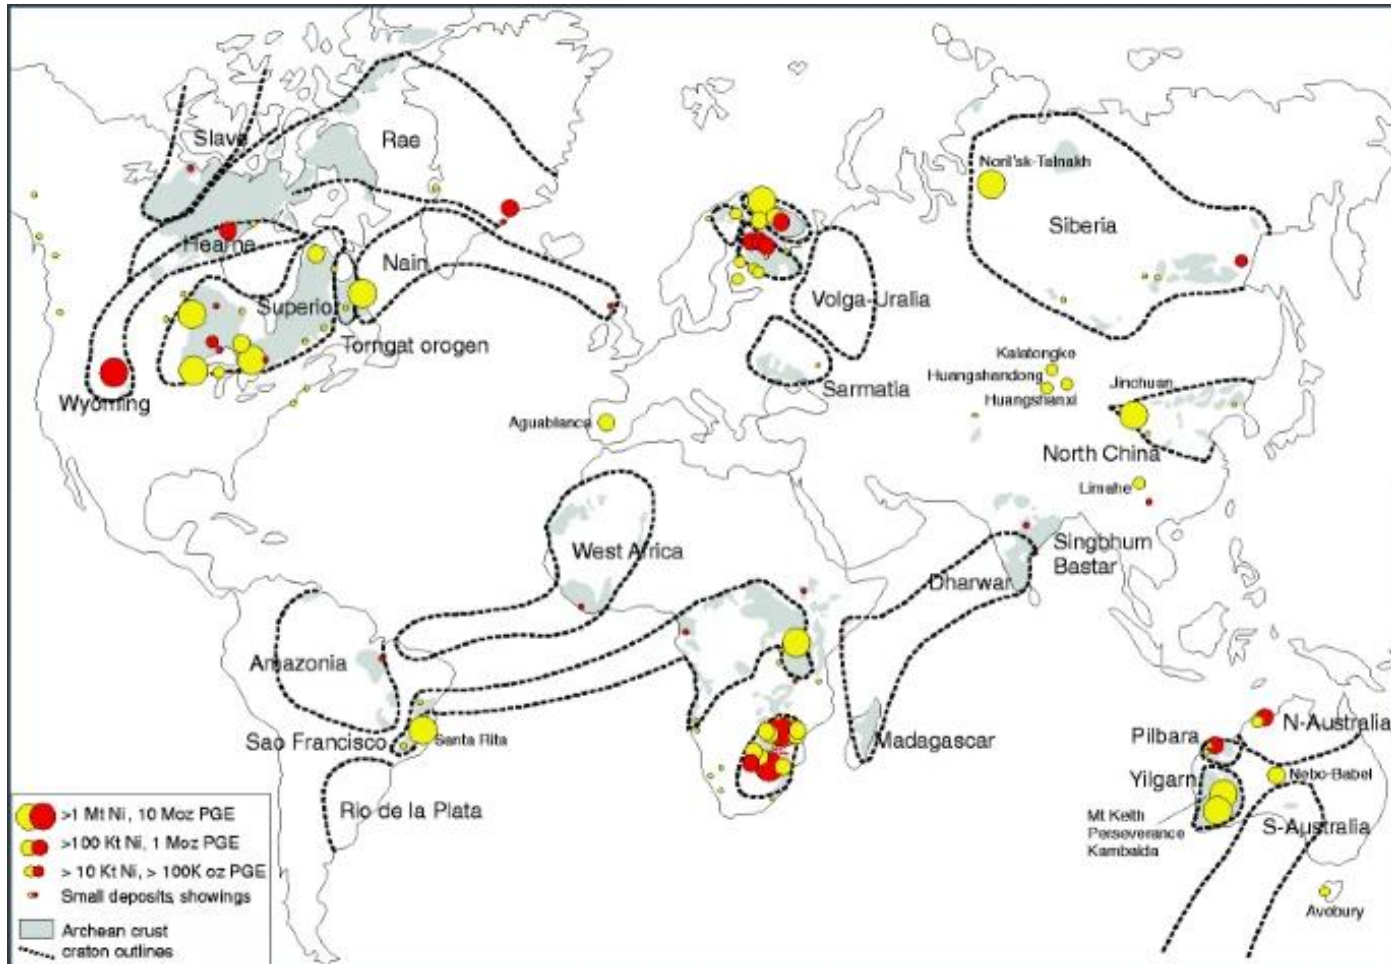 Slave
Rae
Noril'sk-Talnakh
Hearne
Nain
Siberia
Superior
Volga-Uralia
Torngat orogen
Kalatongke
Huangshandong
Jinchuan
Sarmatia
Wyoming
Huangshanxi
Aguablanca
North China
Limahe
West Africa
Singbhum
Bastar
Dharwar
Amazonia
Sao Francisco
Santa Rita
Madagascar
N-Australia
Pilbara
Nebo-Babel
Yilgarn
Rio de la Plata
Mt Keith
Perseverance
Kambalda
S-Australia
Avebury
>1 Mt Ni, 10 Moz PGE
>100 Kt Ni, 1 Moz PGE
> 10 Kt Ni, > 100K oz PGE
Small deposits, showings
Archean crust
craton outlines